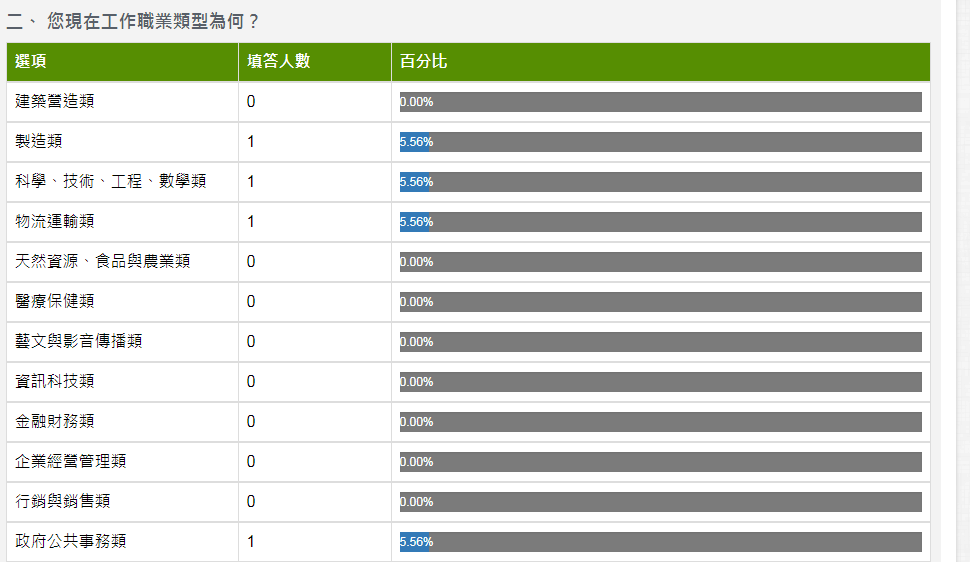 二、 您現在工作職業類型為何？
選項 填答人數 百分比
建築營造類 0 0.00%
製造類 1 5.56%
科學、技術、工程、數學類 1 5.56%
物流運輸類 1 5.56%
天然資源、食品與農業類 0 0.00%
醫療保健類 0 0.00%
藝文與影音傳播類 0 0.00%
資訊科技類 0 0.00%
金融財務類 0 0.00%
企業經營管理類 0 0.00%
行銷與銷售類 0 0.00%
政府公共事務類 1 5.56%